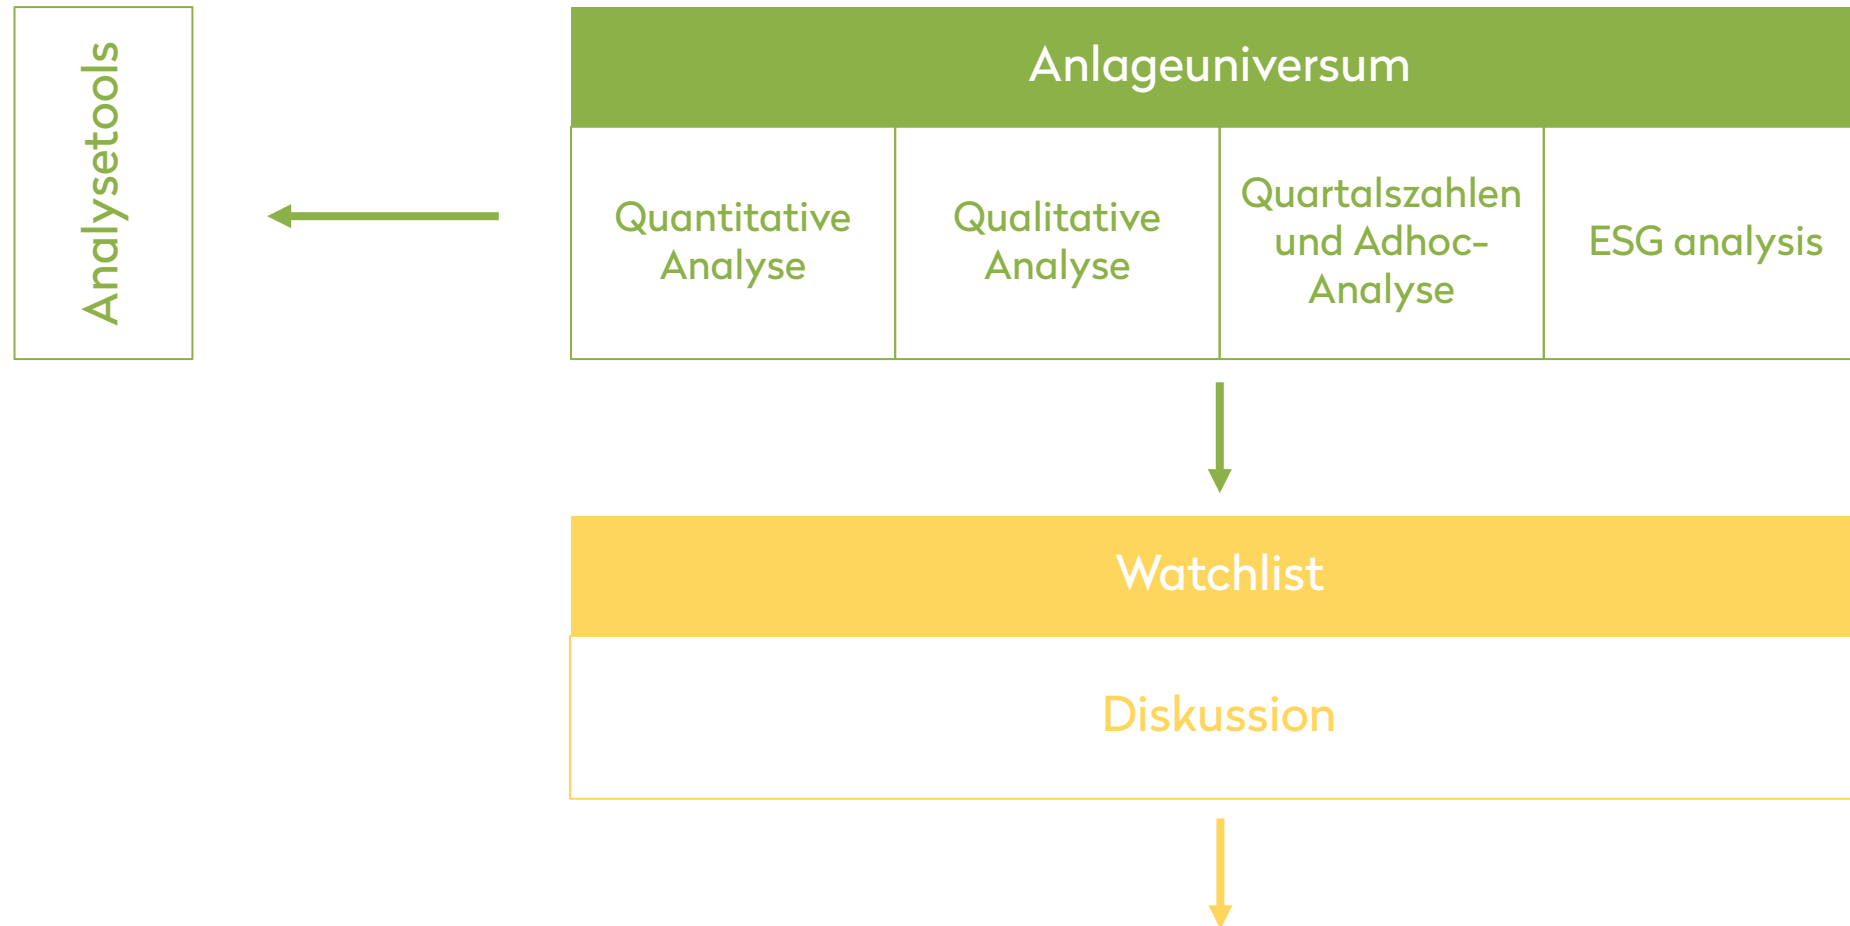 Analysetools
Anlageuniversum
Quantitative
Analyse
Qualitative
Analyse
Quartalszahlen
und Adhoc-
Analyse
ESG analysis
Watchlist
Diskussion